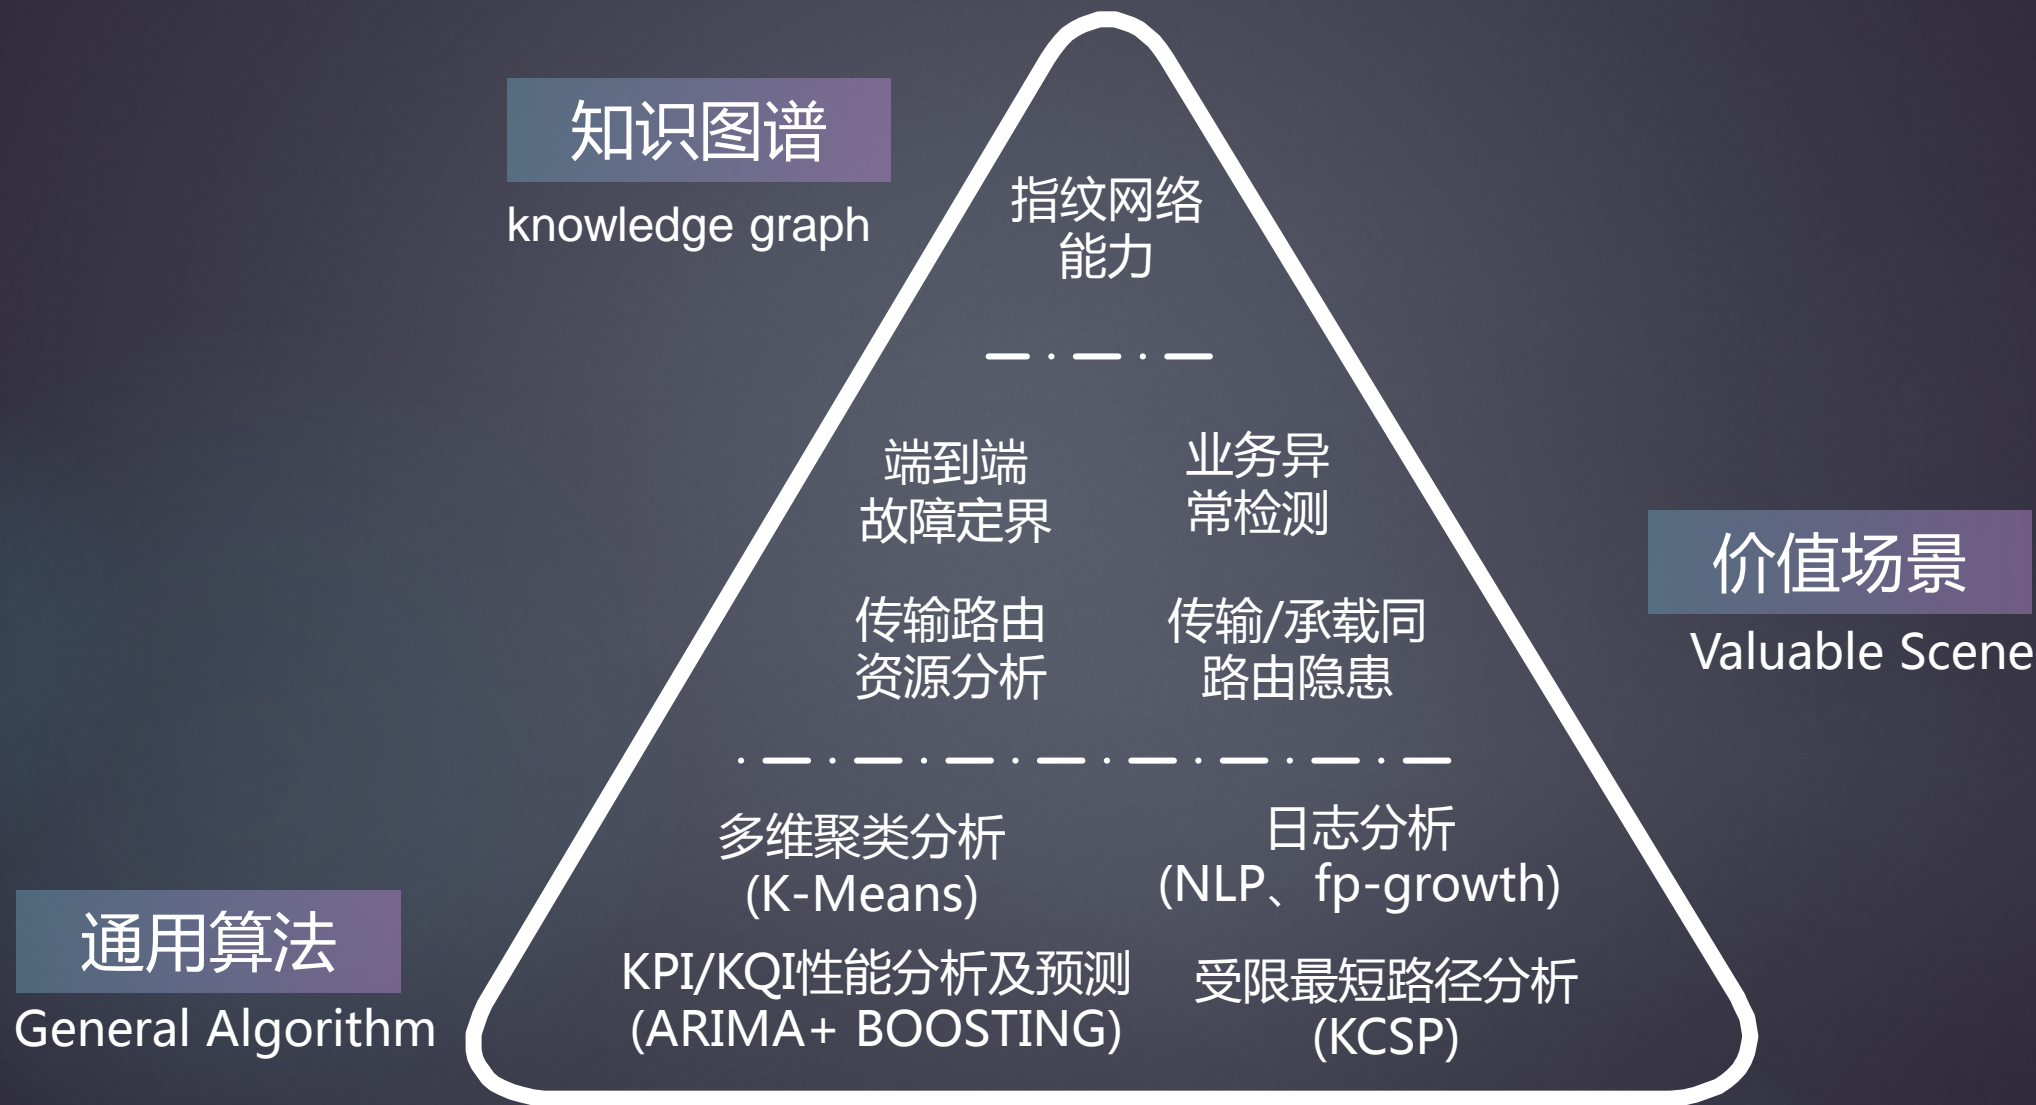 知识图谱
knowledge graph
指纹网络
能力
端到端
故障定界
业务异
常检测
传输路由
资源分析
传输/承载同
路由隐患
价值场景
Valuable Scene
多维聚类分析
(K-Means)
日志分析
(NLP、fp-growth)
KPI/KQI性能分析及预测
(ARIMA+ BOOSTING)
受限最短路径分析
(KCSP)
通用算法
General Algorithm